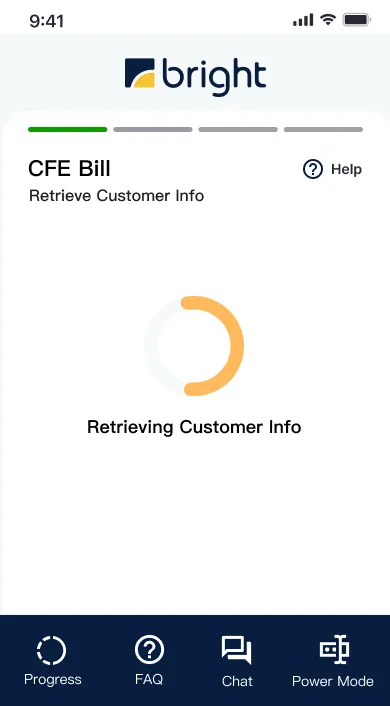 9:41
bright
CFE Bill
Help
Retrieve Customer Info
Retrieving Customer Info
Progress
FAQ
Chat
Power Mode